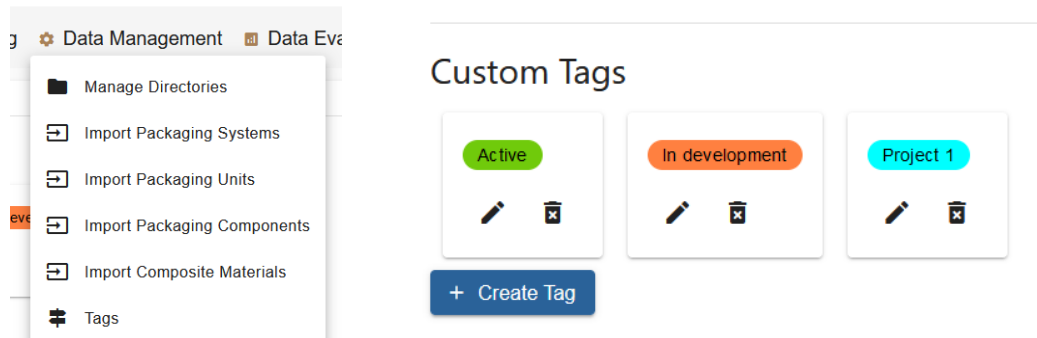 Data Management
Data Eva
Manage Directories
Import Packaging Systems
Import Packaging Units
Import Packaging Components
Import Composite Materials
Tags
Custom Tags
Active
In development
Project 1
+ Create Tag